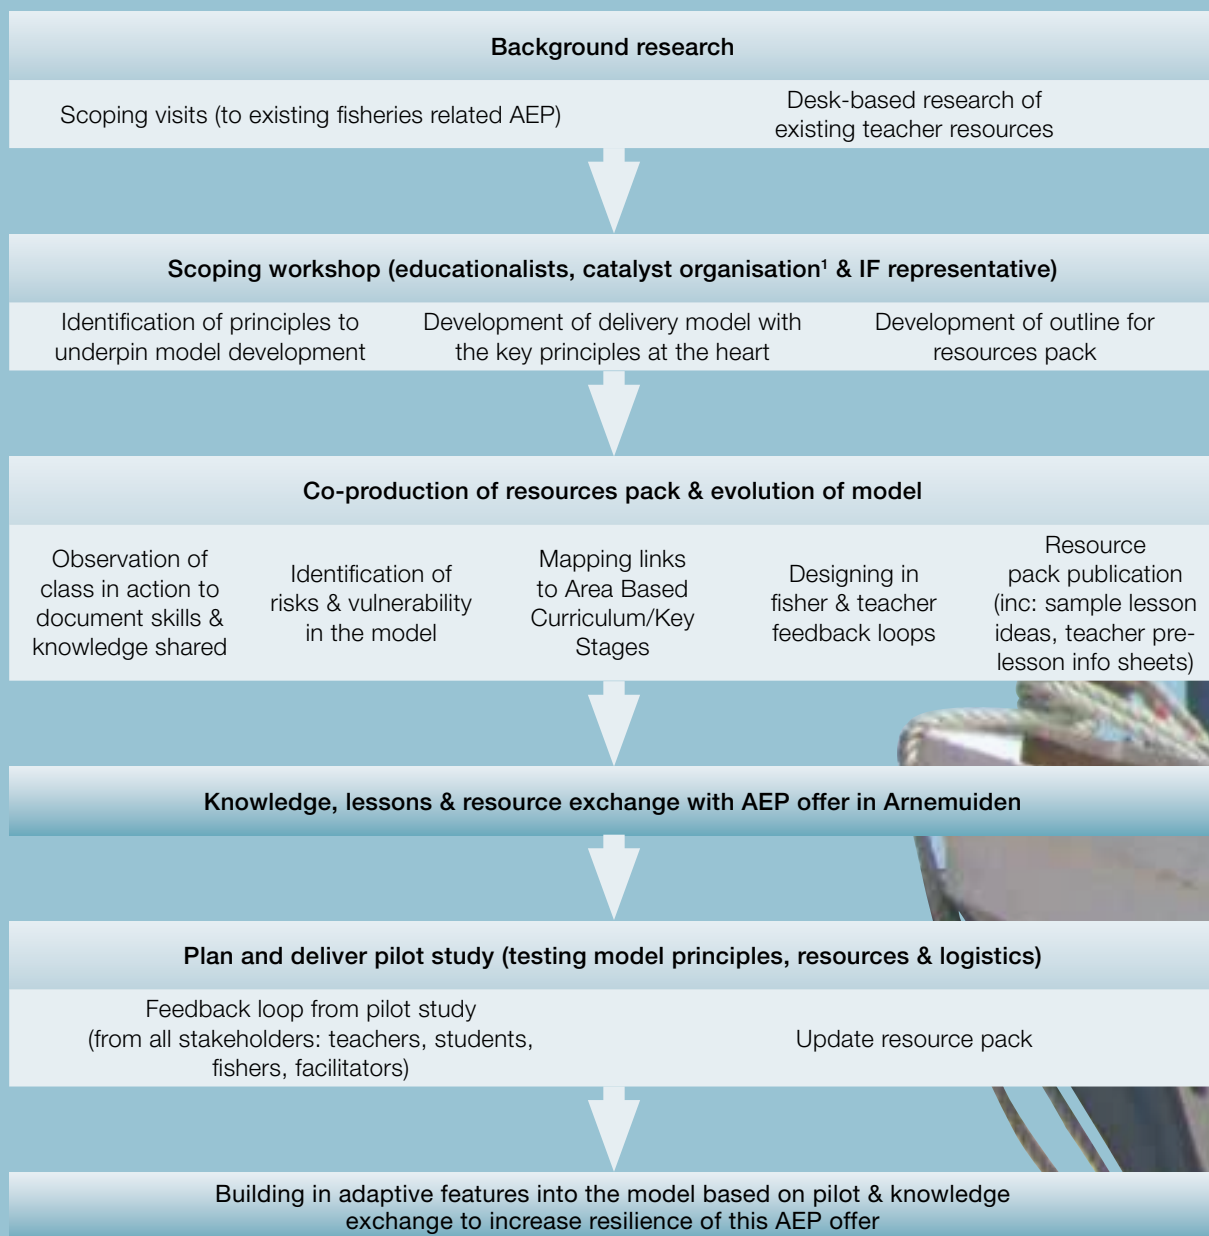 Background research
Scoping visits (to existing fisheries related AEP)
Desk-based research of
existing teacher resources
Scoping workshop (educationalists, catalyst organisation¹ & IF representative)
Identification of principles to
underpin model development
Development of delivery model with
the key principles at the heart
Development of outline for
resources pack
Co-production of resources pack & evolution of model
Observation of
class in action to
document skills &
knowledge shared
Identification of
risks & vulnerability
in the model
Mapping links
to Area Based
Curriculum/Key
Stages
Designing in
fisher & teacher
feedback loops
Resource
pack publication
(inc: sample lesson
ideas, teacher pre-
lesson info sheets)
Knowledge, lessons & resource exchange with AEP offer in Arnemuiden
Plan and deliver pilot study (testing model principles, resources & logistics)
Feedback loop from pilot study
(from all stakeholders: teachers, students,
fishers, facilitators)
Update resource pack
Building in adaptive features into the model based on pilot & knowledge
exchange to increase resilience of this AEP offer